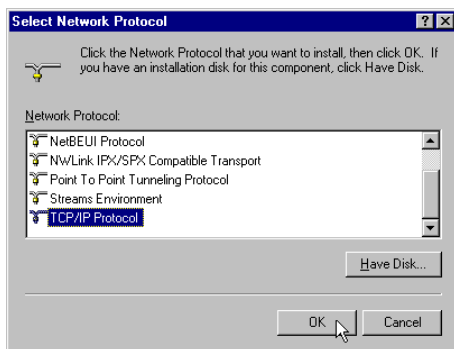 Select Network Protocol
Click the Network Protocol that you want to install, then click OK. If
you have an installation disk for this component, click Have Disk.
Network Protocol:
NetBEUI Protocol
NWLink IPX/SPX Compatible Transport
Point To Point Tunneling Protocol
Streams Environment
TCP/IP Protocol
Have Disk...
OK
Cancel